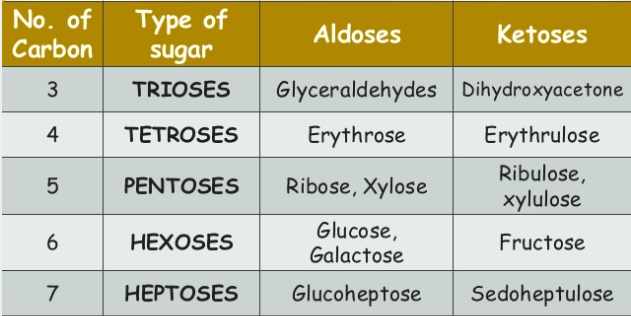 No. of Carbon Type of sugar Aldoses Ketoses
3 TRIOSES Glyceraldehydes Dihydroxyacetone
4 TETROSES Erythrose Erythrulose
5 PENTOSES Ribose, Xylose Ribulose, xylulose
6 HEXOSES Glucose, Galactose Fructose
7 HEPTOSES Glucoheptose Sedoheptulose